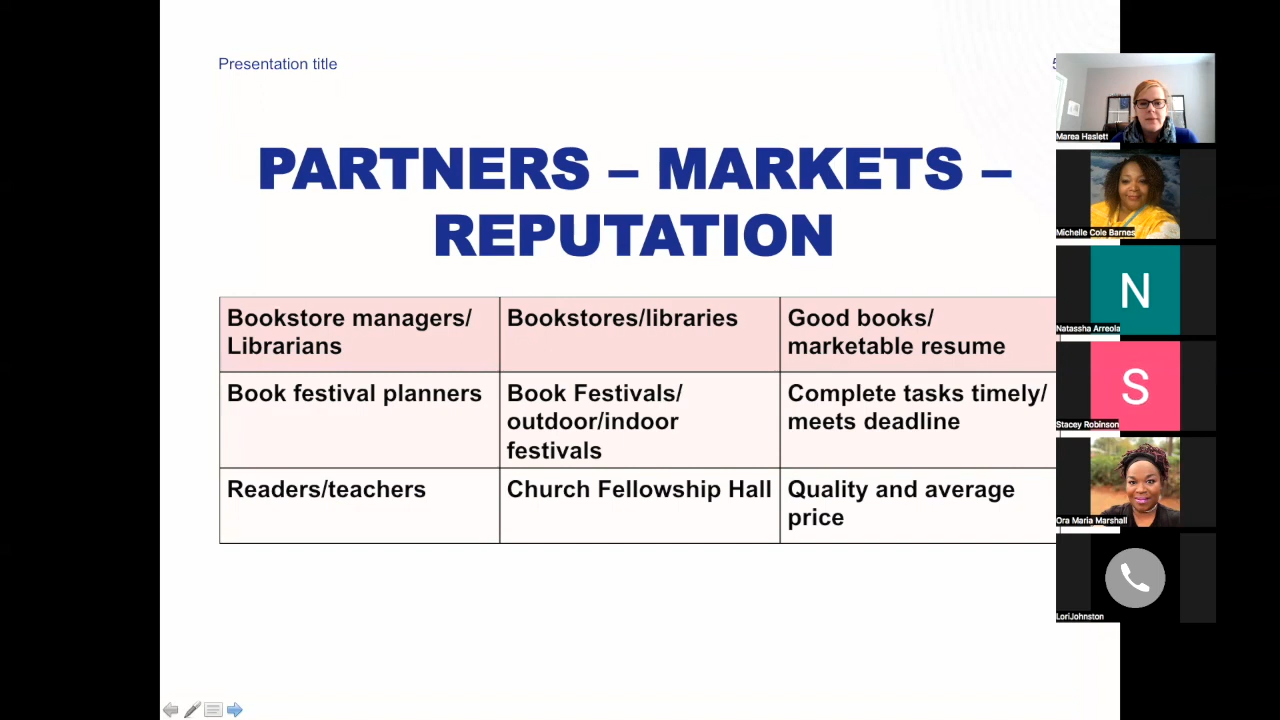 Presentation title
PARTNERS – MARKETS –
REPUTATION
Bookstore managers/
Librarians
Bookstores/libraries
Good books/
marketable resume
Book festival planners
Book Festivals/
outdoor/indoor
festivals
Complete tasks timely/
meets deadline
Readers/teachers
Church Fellowship Hall
Quality and average
price
Marea Haslett
Michelle Cole Barnes
N
Natassha Arreola
S
Stacey Robinson
Ora Maria Marshall
LoriJohnston